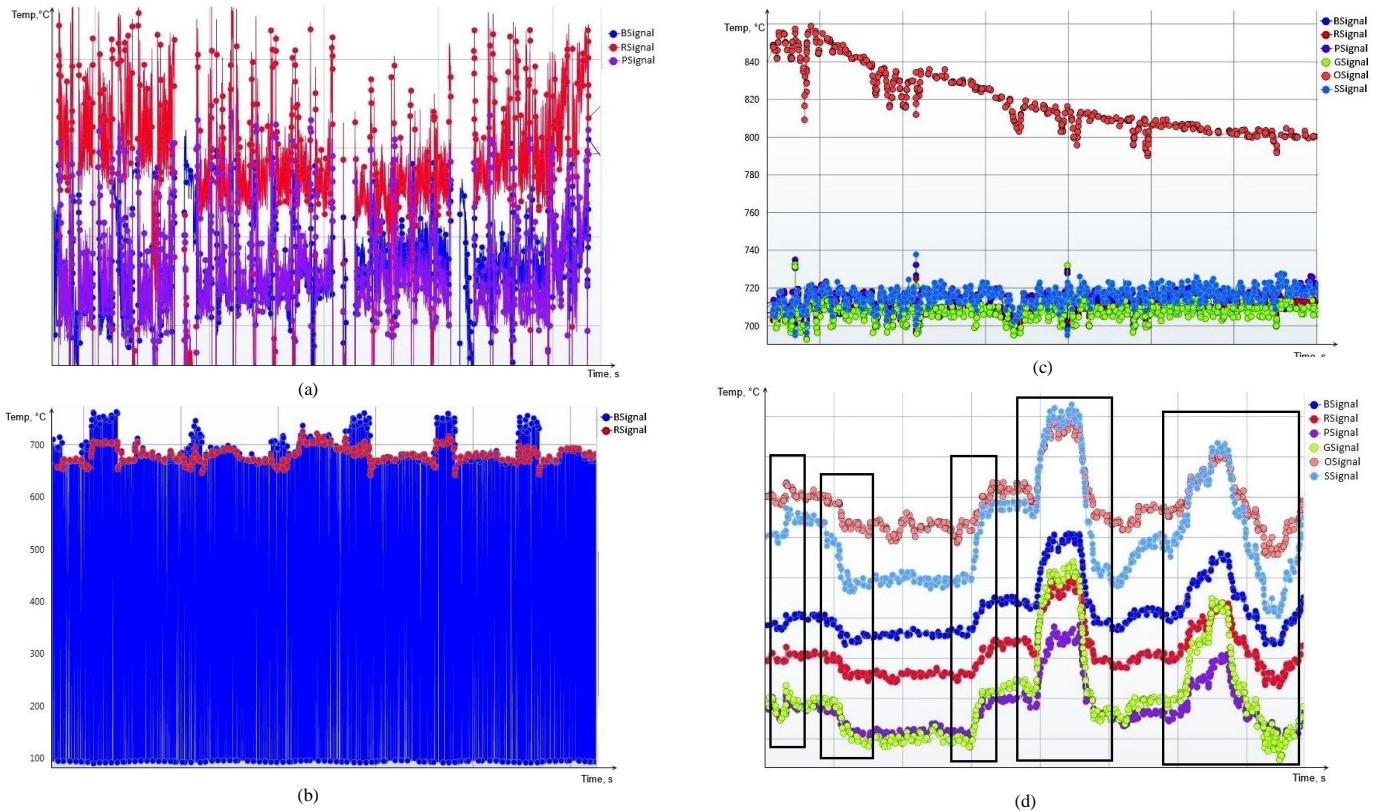 Temp,°C
BSignal
RSignal
PSignal
Time, s
(a)
Temp, °C
840
820
800
780
760
740
720
700
BSignal
RSignal
PSignal
GSignal
OSignal
SSignal
(c)
Temp, °C
700
600
500
400
300
200
100
BSignal
RSignal
Time, s
(b)
Temp, °C
BSignal
RSignal
PSignal
GSignal
OSignal
SSignal
Time, s
(d)